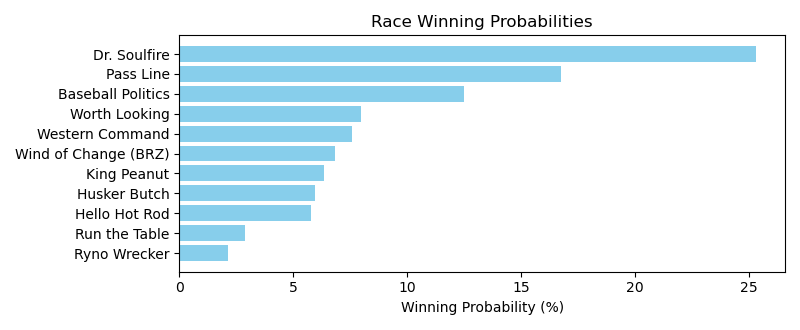 Race Winning Probabilities
Dr. Soulfire
Pass Line
Baseball Politics
Worth Looking
Western Command
Wind of Change (BRZ)
King Peanut
Husker Butch
Hello Hot Rod
Run the Table
Ryno Wrecker
0 5 10 15 20 25
Winning Probability (%)